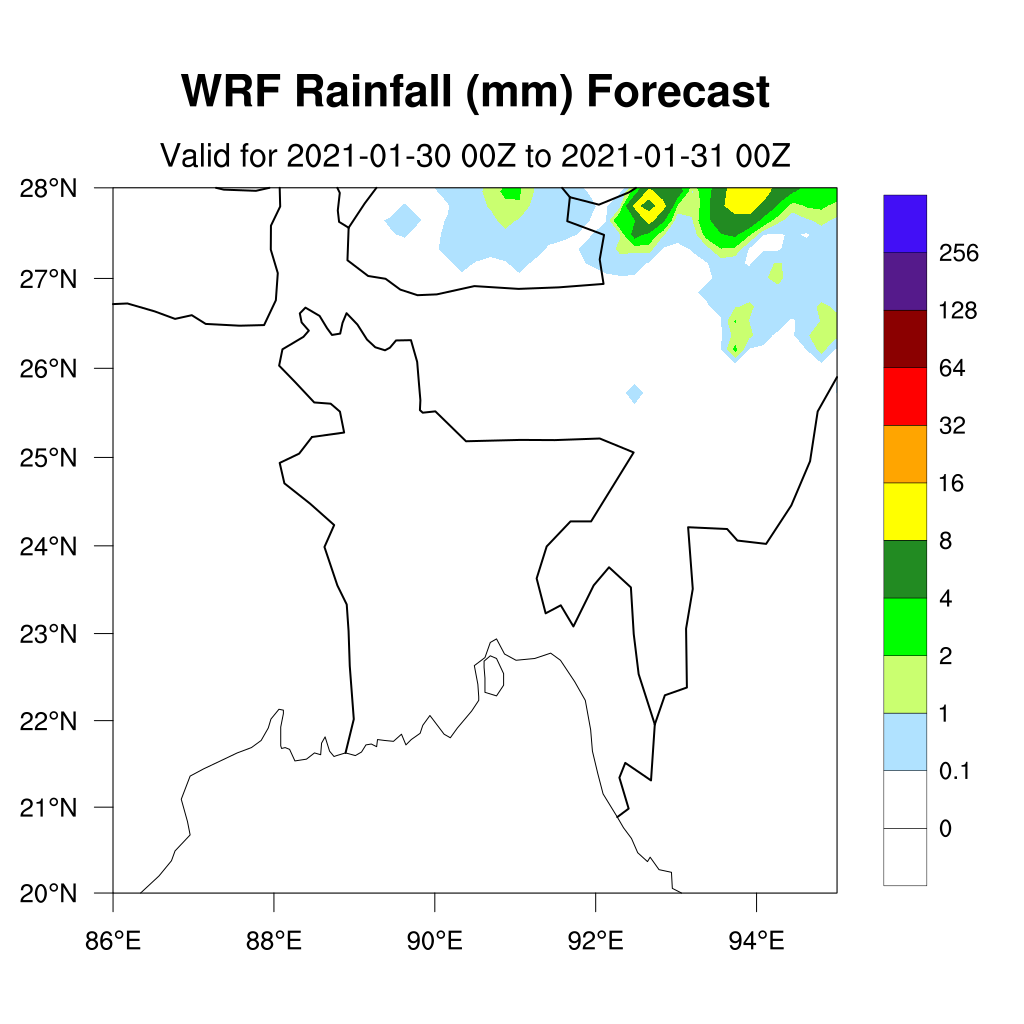 WRF Rainfall (mm) Forecast
Valid for 2021-01-30 00Z to 2021-01-31 00Z
28°N
27°N
26°N
25°N
24°N
23°N
22°N
21°N
20°N
86°E
88°E
90°E
92°E
94°E
256
128
64
32
16
8
4
2
1
0.1
0